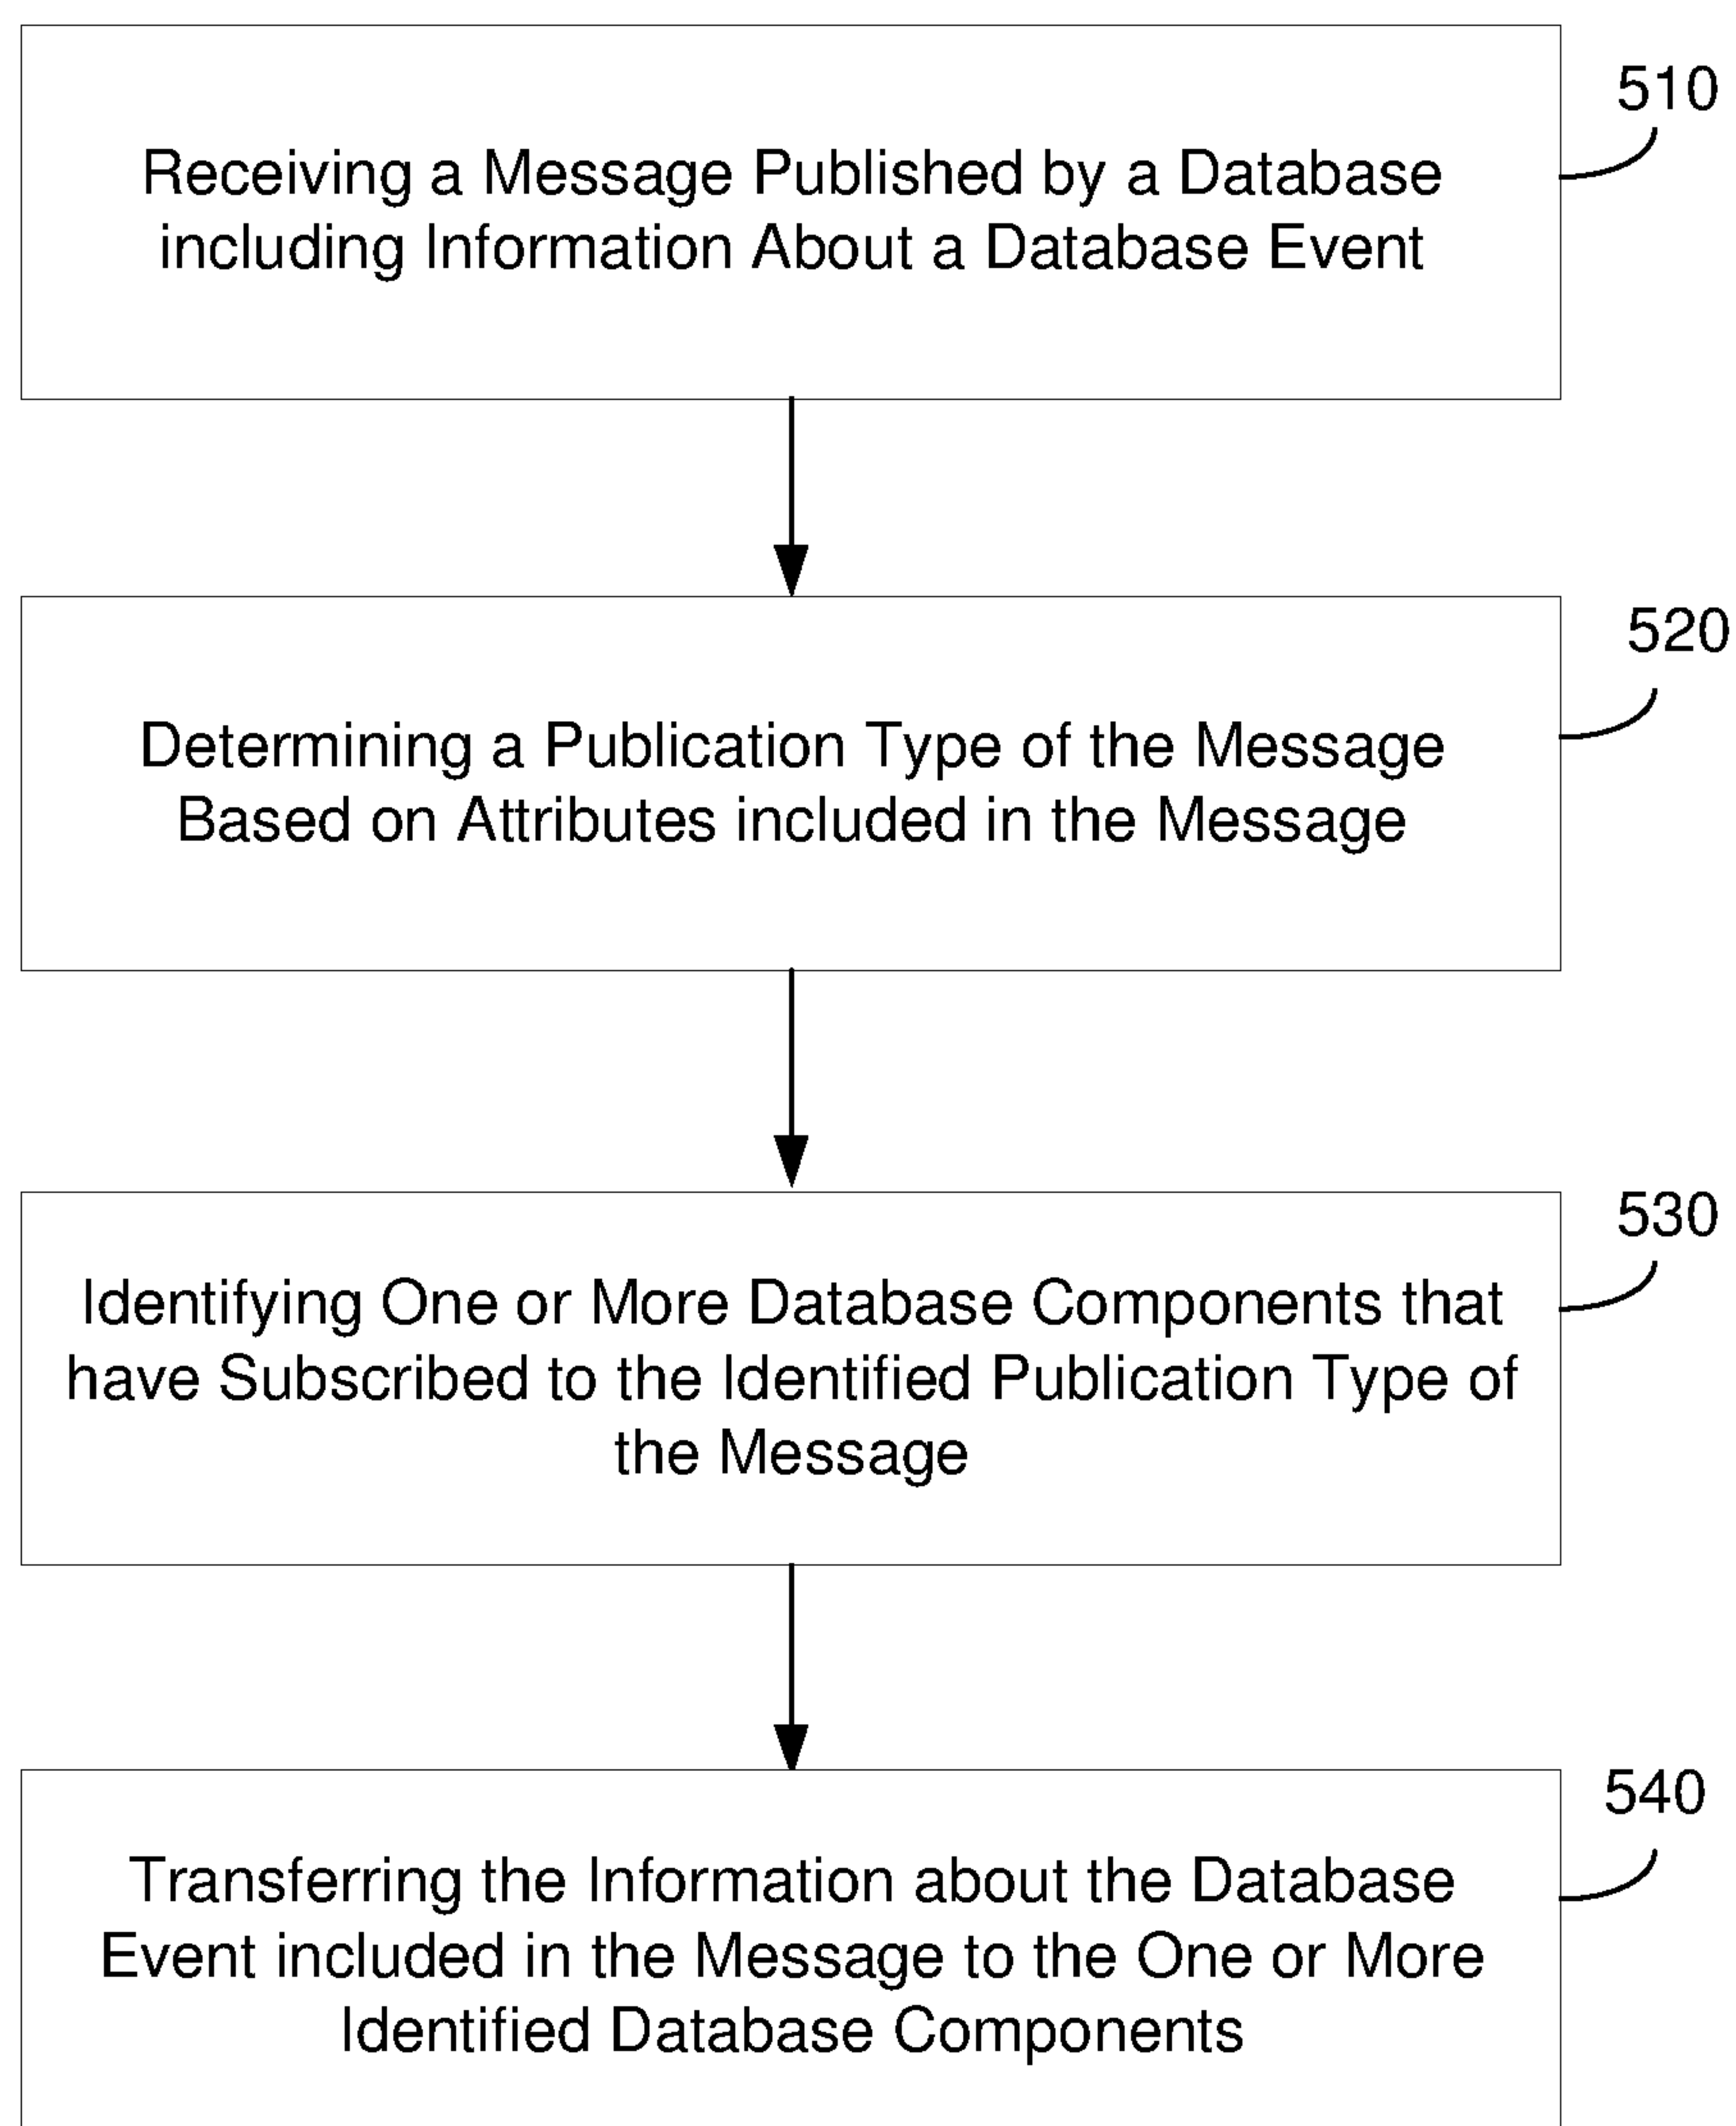 510
Receiving a Message Published by a Database
including Information About a Database Event
520
Determining a Publication Type of the Message
Based on Attributes included in the Message
530
Identifying One or More Database Components that
have Subscribed to the Identified Publication Type of
the Message
540
Transferring the Information about the Database
Event included in the Message to the One or More
Identified Database Components